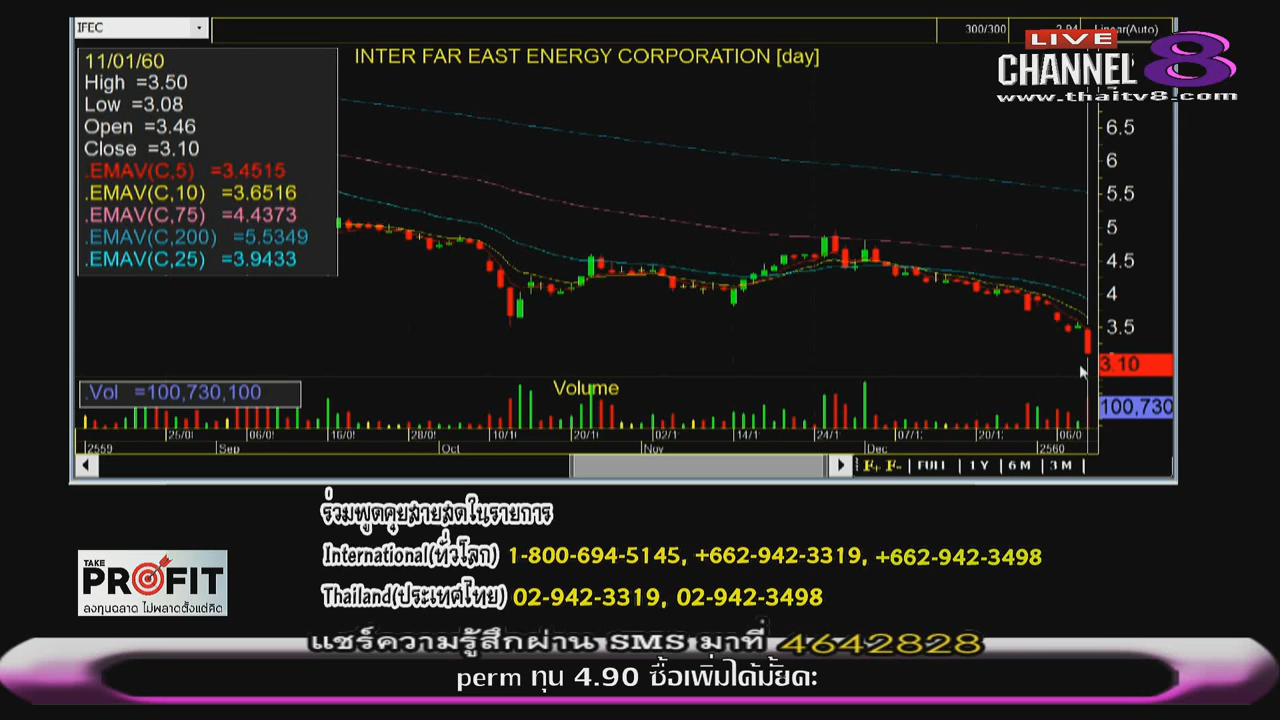 IFEC
300/300
Linear(Auto)
LIVE
CHANNEL 8
www.thaitv8.com
INTER FAR EAST ENERGY CORPORATION [day]
11/01/60
High =3.50
Low =3.08
Open =3.46
Close =3.10
.EMAV(C,5) =3.4515
.EMAV(C,10) =3.6516
.EMAV(C,75) =4.4373
.EMAV(C,200) =5.5349
.EMAV(C,25) =3.9433
6.5
6
5.5
5
4.5
4
3.5
3.10
.Vol =100,730,100
Volume
100,730
2559 Sep Oct Nov Dec 2560
F+ F- FULL 1 Y 6 M 3 M
ร่วมพูดคุยสายสดในรายการ
International(ทั่วโลก) 1-800-694-5145, +662-942-3319, +662-942-3498
Thailand(ประเทศไทย) 02-942-3319, 02-942-3498
TAKE
PROFIT
ลงทุนฉลาด ไม่พลาดตั้งแต่คิด
แชร์ความรู้สึกผ่าน SMS มาที่ 4642828
perm ทุน 4.90 ซื้อเพิ่มได้มั้ยคะ